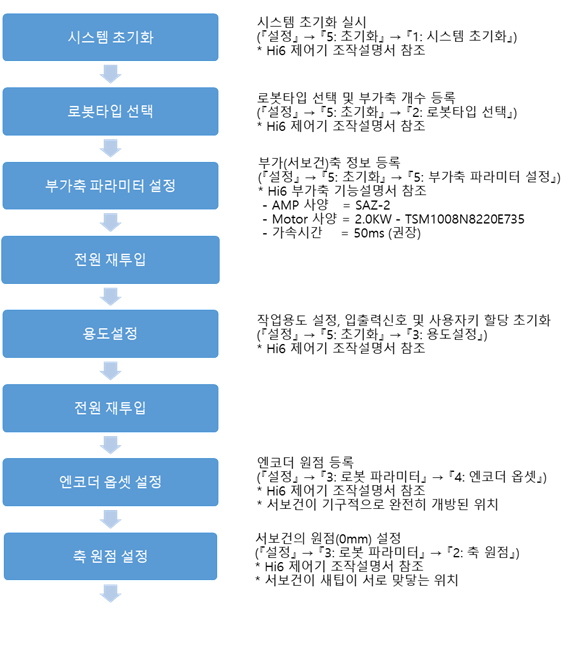 시스템 초기화
시스템 초기화 실시
(『설정』 → 『5: 초기화』 → 『1: 시스템 초기화』)
* Hi6 제어기 조작설명서 참조
로봇타입 선택
로봇타입 선택 및 부가축 개수 등록
(『설정』 → 『5: 초기화』 → 『2: 로봇타입 선택』)
* Hi6 제어기 조작설명서 참조
부가축 파라미터 설정
부가(서보건)축 정보 등록
(『설정』 → 『5: 초기화』 → 『5: 부가축 파라미터 설정』)
* Hi6 부가축 기능설명서 참조
- AMP 사양 = SAZ-2
- Motor 사양 = 2.0KW - TSM1008N8220E735
- 가속시간 = 50ms (권장)
전원 재투입
용도설정
작업용도 설정, 입출력신호 및 사용자키 할당 초기화
(『설정』 → 『5: 초기화』 → 『3: 용도설정』)
* Hi6 제어기 조작설명서 참조
전원 재투입
엔코더 옵셋 설정
엔코더 원점 등록
(『설정』 → 『3: 로봇 파라미터』 → 『4: 엔코더 옵셋』)
* Hi6 제어기 조작설명서 참조
* 서보건이 기구적으로 완전히 개방된 위치
축 원점 설정
서보건의 원점(0mm) 설정
(『설정』 → 『3: 로봇 파라미터』 → 『2: 축 원점』)
* Hi6 제어기 조작설명서 참조
* 서보건이 새팁이 서로 맞닿는 위치